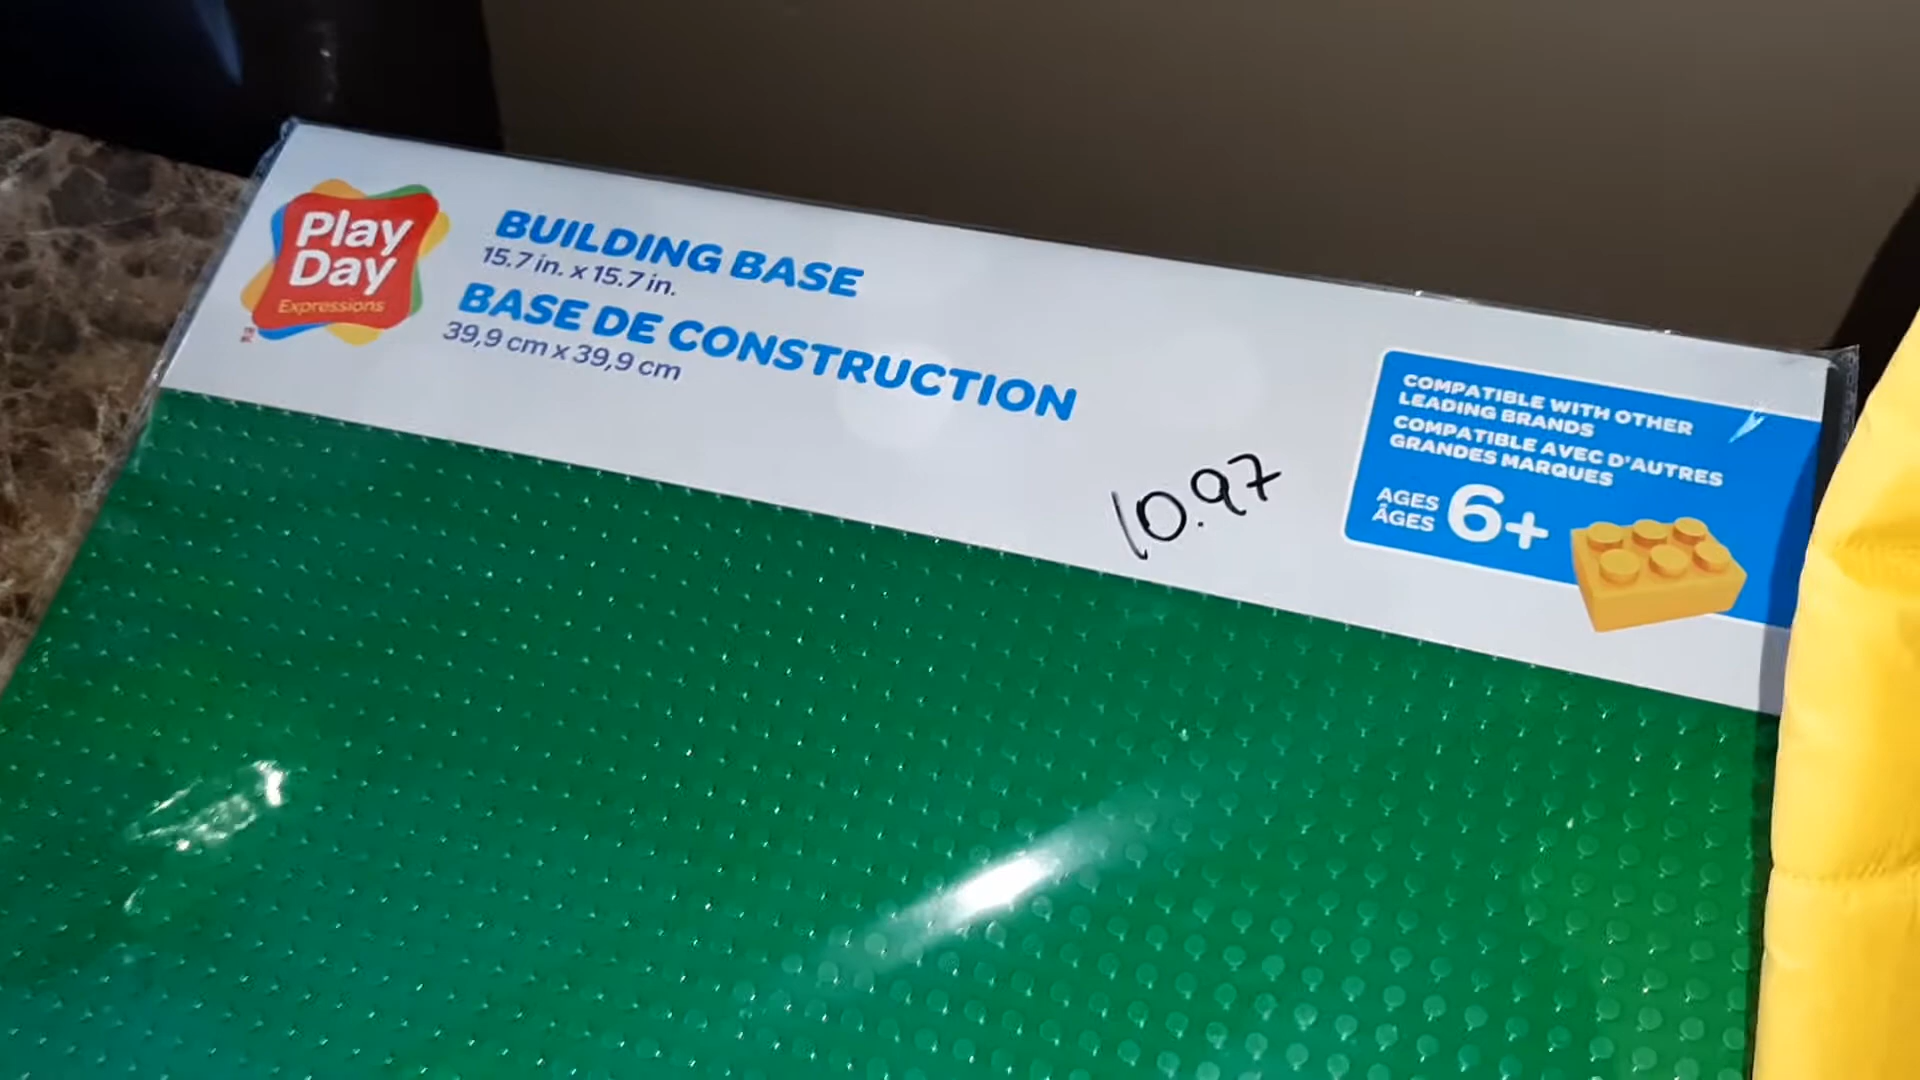 Play
Day
Expressions
BUILDING BASE
15.7 in. x 15.7 in.
BASE DE CONSTRUCTION
39,9 cm x 39,9 cm
10.97
COMPATIBLE WITH OTHER
LEADING BRANDS
COMPATIBLE AVEC D'AUTRES
GRANDES MARQUES
AGES
ÂGES
6+